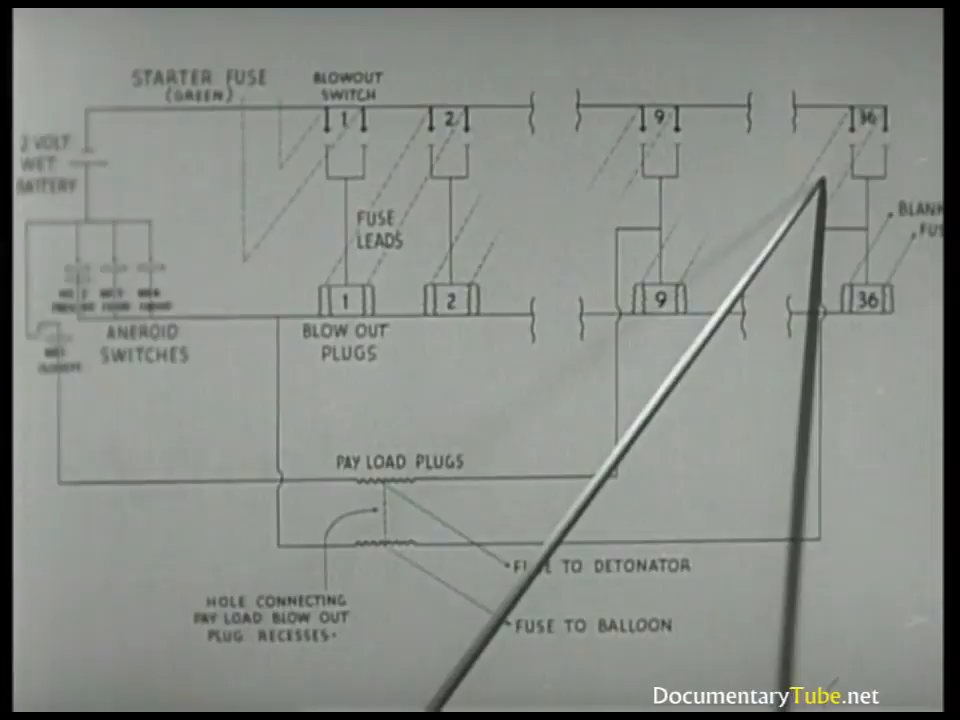 STARTER FUSE
(GREEN)
BLOWOUT
SWITCH
1
2
9
36
2 VOLT
WET
BATTERY
FUSE
LEADS
BLANK
1
2
9
36
ANEROID
SWITCHES
BLOW OUT
PLUGS
PAY LOAD PLUGS
FUSE TO DETONATOR
HOLE CONNECTING
PAY LOAD BLOW OUT
PLUG RECESSES.
FUSE TO BALLOON
DocumentaryTube.net